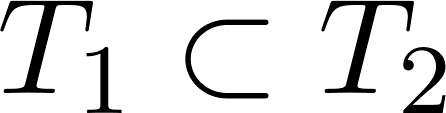 T₁ ⊂ T₂